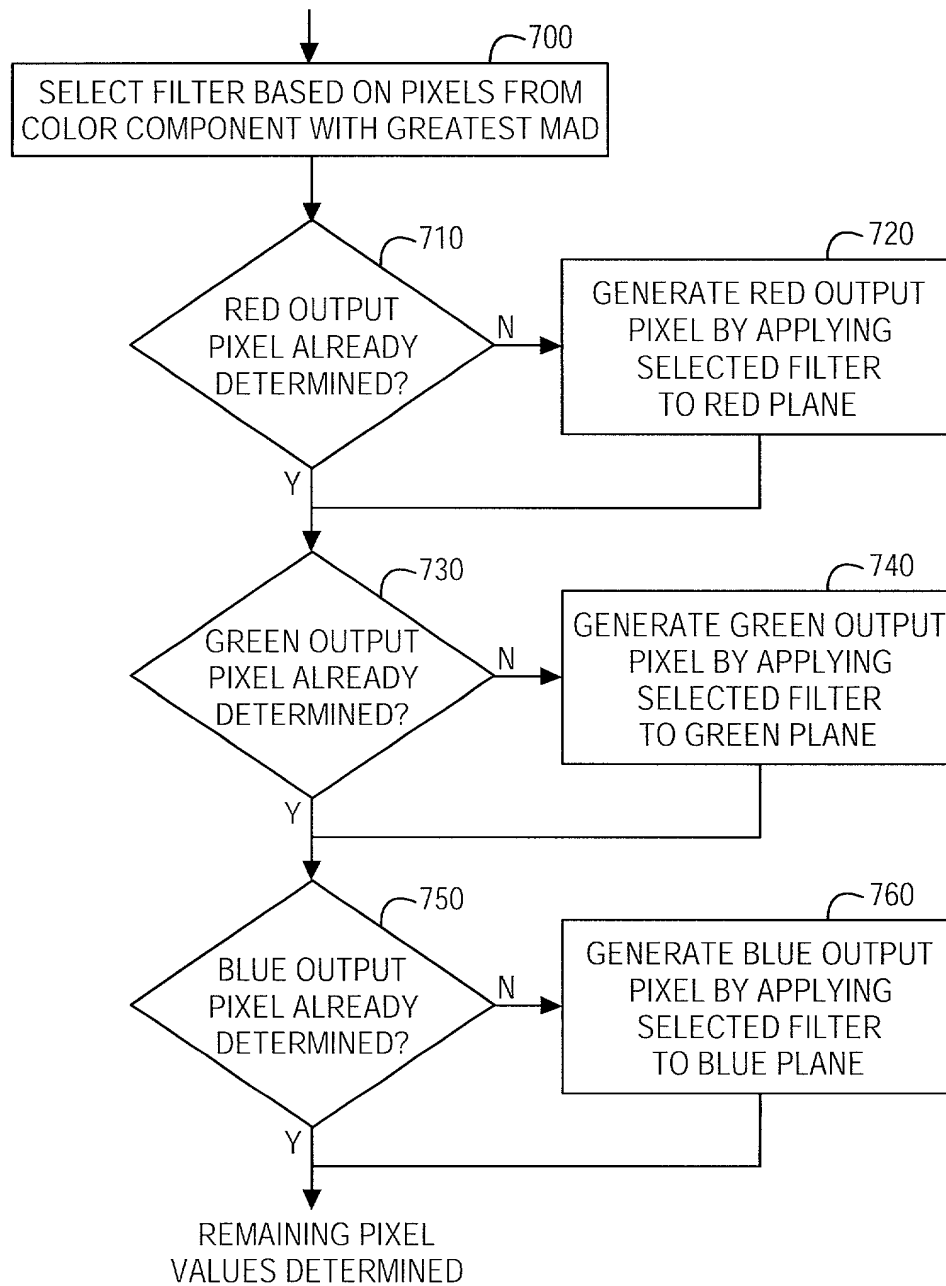 700
SELECT FILTER BASED ON PIXELS FROM
COLOR COMPONENT WITH GREATEST MAD
710
RED OUTPUT
PIXEL ALREADY
DETERMINED?
N
Y
720
GENERATE RED OUTPUT
PIXEL BY APPLYING
SELECTED FILTER
TO RED PLANE
730
GREEN OUTPUT
PIXEL ALREADY
DETERMINED?
N
Y
740
GENERATE GREEN OUTPUT
PIXEL BY APPLYING
SELECTED FILTER
TO GREEN PLANE
750
BLUE OUTPUT
PIXEL ALREADY
DETERMINED?
N
Y
760
GENERATE BLUE OUTPUT
PIXEL BY APPLYING
SELECTED FILTER
TO BLUE PLANE
REMAINING PIXEL
VALUES DETERMINED